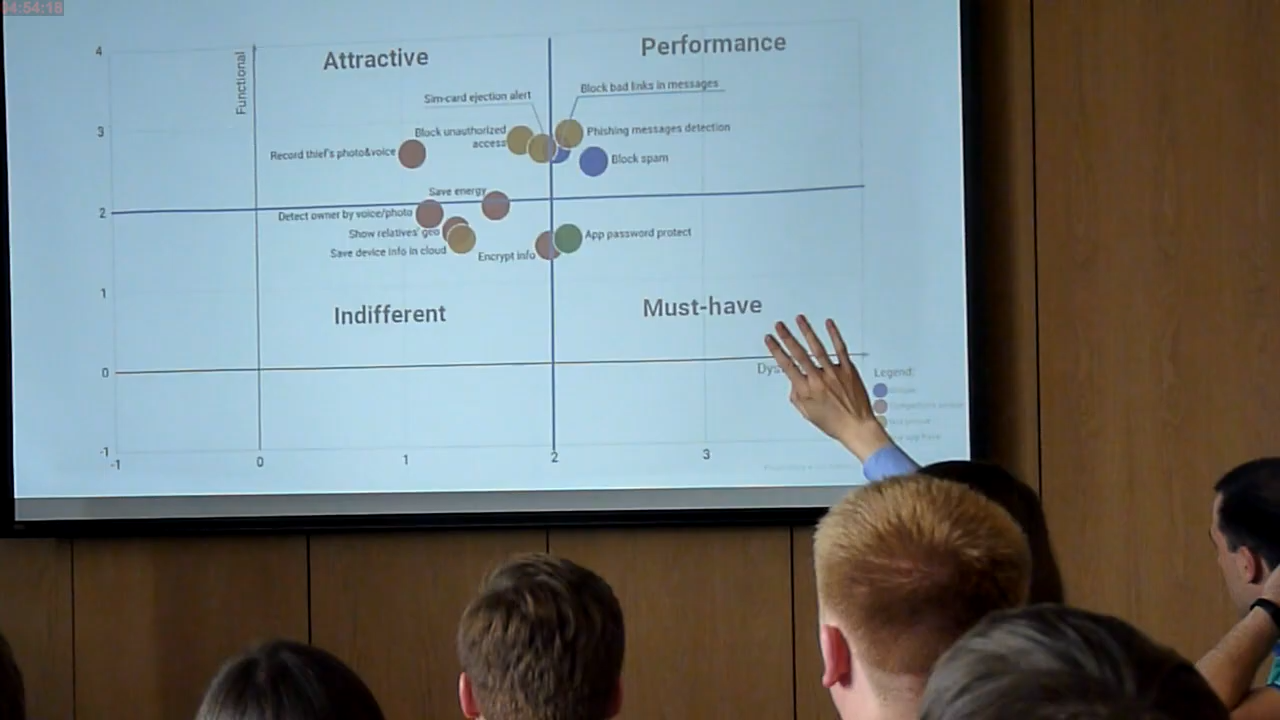 04:54:18
4
Functional
Attractive
Performance
Sim-card ejection alert
Block bad links in messages
3
Block unauthorized
access
Phishing messages detection
Record thief's photo&voice
Block spam
Save energy
2
Detect owner by voice/photo
Show relatives' geo
Save device info in cloud
Encrypt info
App password protect
1
Indifferent
Must-have
0
Dys
Legend:
-1
-1
0
1
2
3